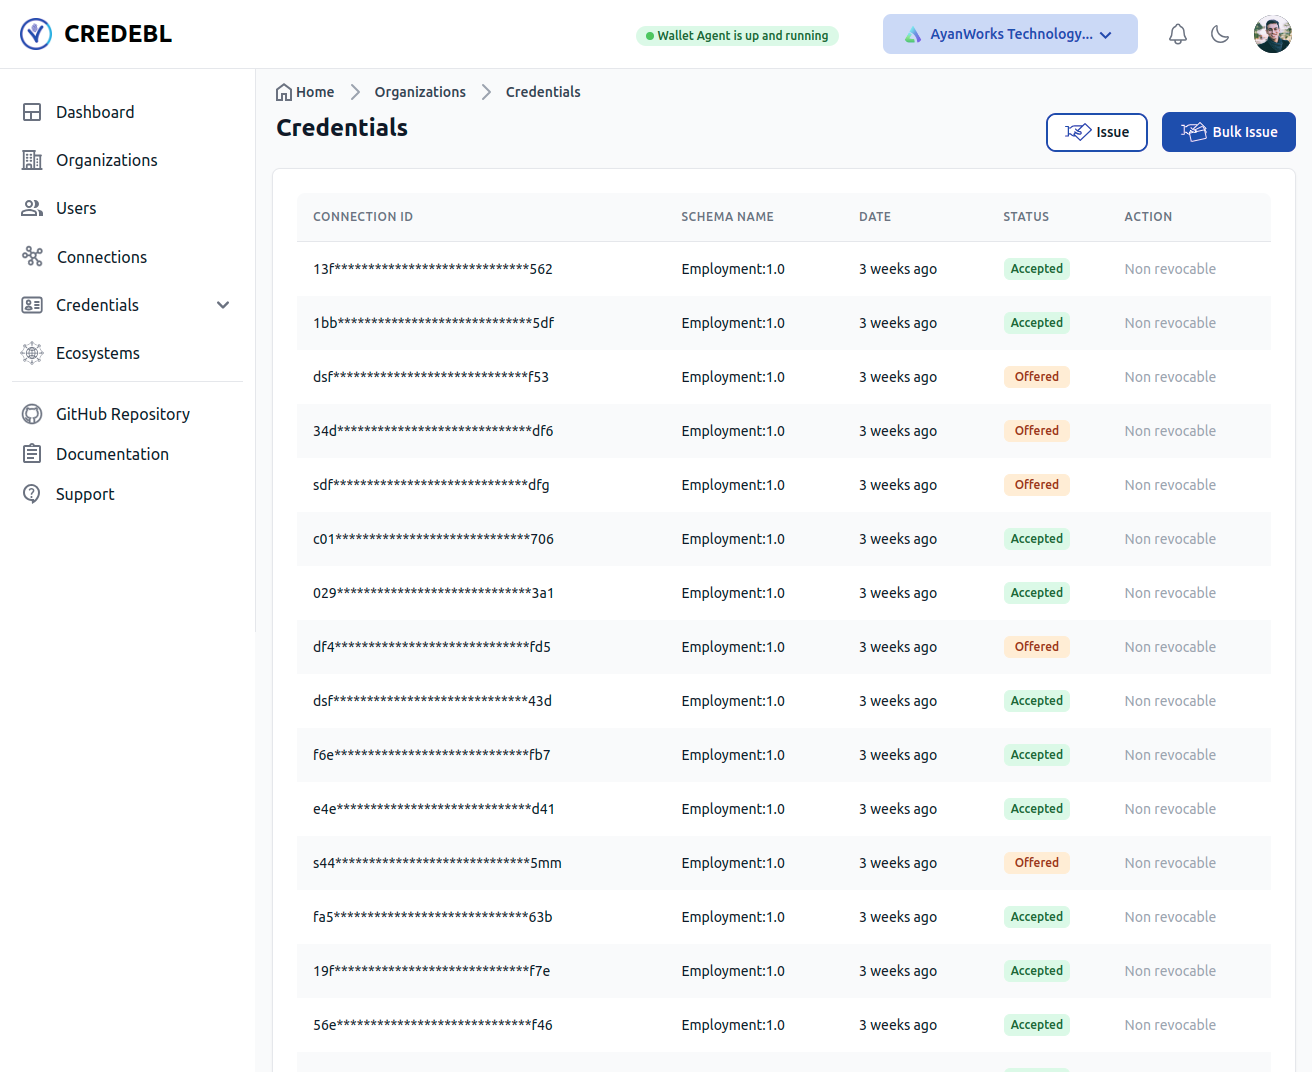 CREDEBL
Wallet Agent is up and running
AyanWorks Technology...
Dashboard
Organizations
Users
Connections
Credentials
Ecosystems
GitHub Repository
Documentation
Support
Home Organizations Credentials
Credentials
Issue
Bulk Issue
CONNECTION ID SCHEMA NAME DATE STATUS ACTION
13f*****************************562 Employment:1.0 3 weeks ago Accepted Non revocable
1bb*****************************5df Employment:1.0 3 weeks ago Accepted Non revocable
dsf*****************************f53 Employment:1.0 3 weeks ago Offered Non revocable
34d*****************************df6 Employment:1.0 3 weeks ago Offered Non revocable
sdf*****************************dfg Employment:1.0 3 weeks ago Offered Non revocable
c01*****************************706 Employment:1.0 3 weeks ago Accepted Non revocable
029*****************************3a1 Employment:1.0 3 weeks ago Accepted Non revocable
df4*****************************fd5 Employment:1.0 3 weeks ago Offered Non revocable
dsf*****************************43d Employment:1.0 3 weeks ago Accepted Non revocable
f6e*****************************fb7 Employment:1.0 3 weeks ago Accepted Non revocable
e4e*****************************d41 Employment:1.0 3 weeks ago Accepted Non revocable
s44*****************************5mm Employment:1.0 3 weeks ago Offered Non revocable
fa5*****************************63b Employment:1.0 3 weeks ago Accepted Non revocable
19f*****************************f7e Employment:1.0 3 weeks ago Accepted Non revocable
56e*****************************f46 Employment:1.0 3 weeks ago Accepted Non revocable